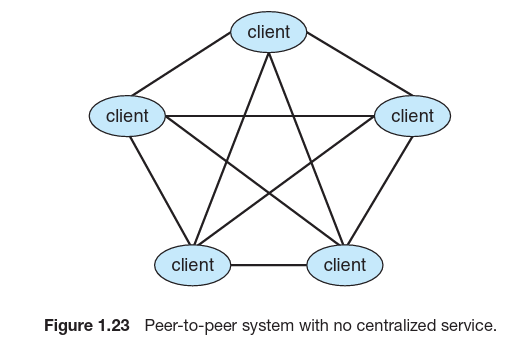 client
client
client
client
client
Figure 1.23 Peer-to-peer system with no centralized service.